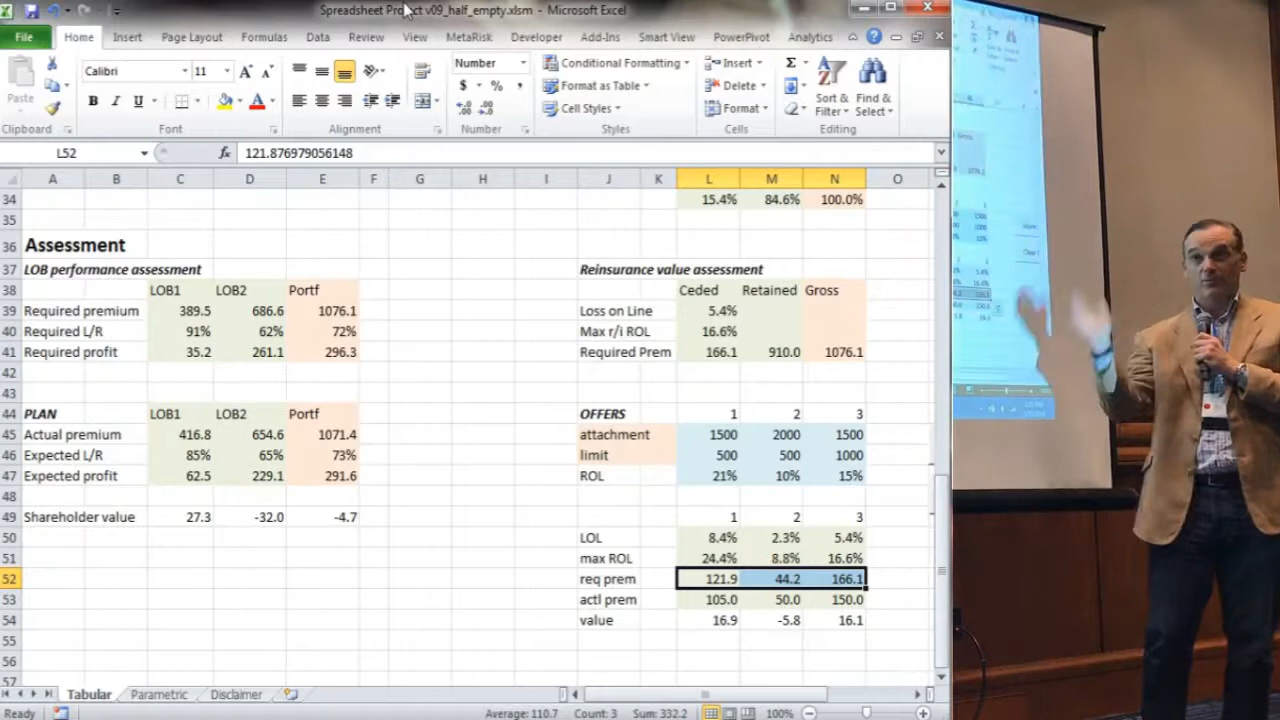 Spreadsheet Project v09_half_empty.xlsm - Microsoft Excel
File Home Insert Page Layout Formulas Data Review View MetaRisk Developer Add-Ins Smart View PowerPivot Analytics
Paste Calibri 11 Number Conditional Formatting Insert
B I U $ % , Format as Table Delete Sort & Filter Find & Select
Cell Styles Format
Clipboard Font Alignment Number Styles Cells Editing
L52 fx 121.876979056148
A B C D E F G H I J K L M N O
34 15.4% 84.6% 100.0%
35
36 Assessment
37 LOB performance assessment Reinsurance value assessment
38 LOB1 LOB2 Portf Ceded Retained Gross
39 Required premium 389.5 686.6 1076.1 Loss on Line 5.4%
40 Required L/R 91% 62% 72% Max r/i ROL 16.6%
41 Required profit 35.2 261.1 296.3 Required Prem 166.1 910.0 1076.1
42
43
44 PLAN LOB1 LOB2 Portf OFFERS 1 2 3
45 Actual premium 416.8 654.6 1071.4 attachment 1500 2000 1500
46 Expected L/R 85% 65% 73% limit 500 500 1000
47 Expected profit 62.5 229.1 291.6 ROL 21% 10% 15%
48
49 Shareholder value 27.3 -32.0 -4.7 1 2 3
50 LOL 8.4% 2.3% 5.4%
51 max ROL 24.4% 8.8% 16.6%
52 req prem 121.9 44.2 166.1
53 actl prem 105.0 50.0 150.0
54 value 16.9 -5.8 16.1
55
56
57
Tabular Parametric Disclaimer
Ready Average: 110.7 Count: 3 Sum: 332.2 100%